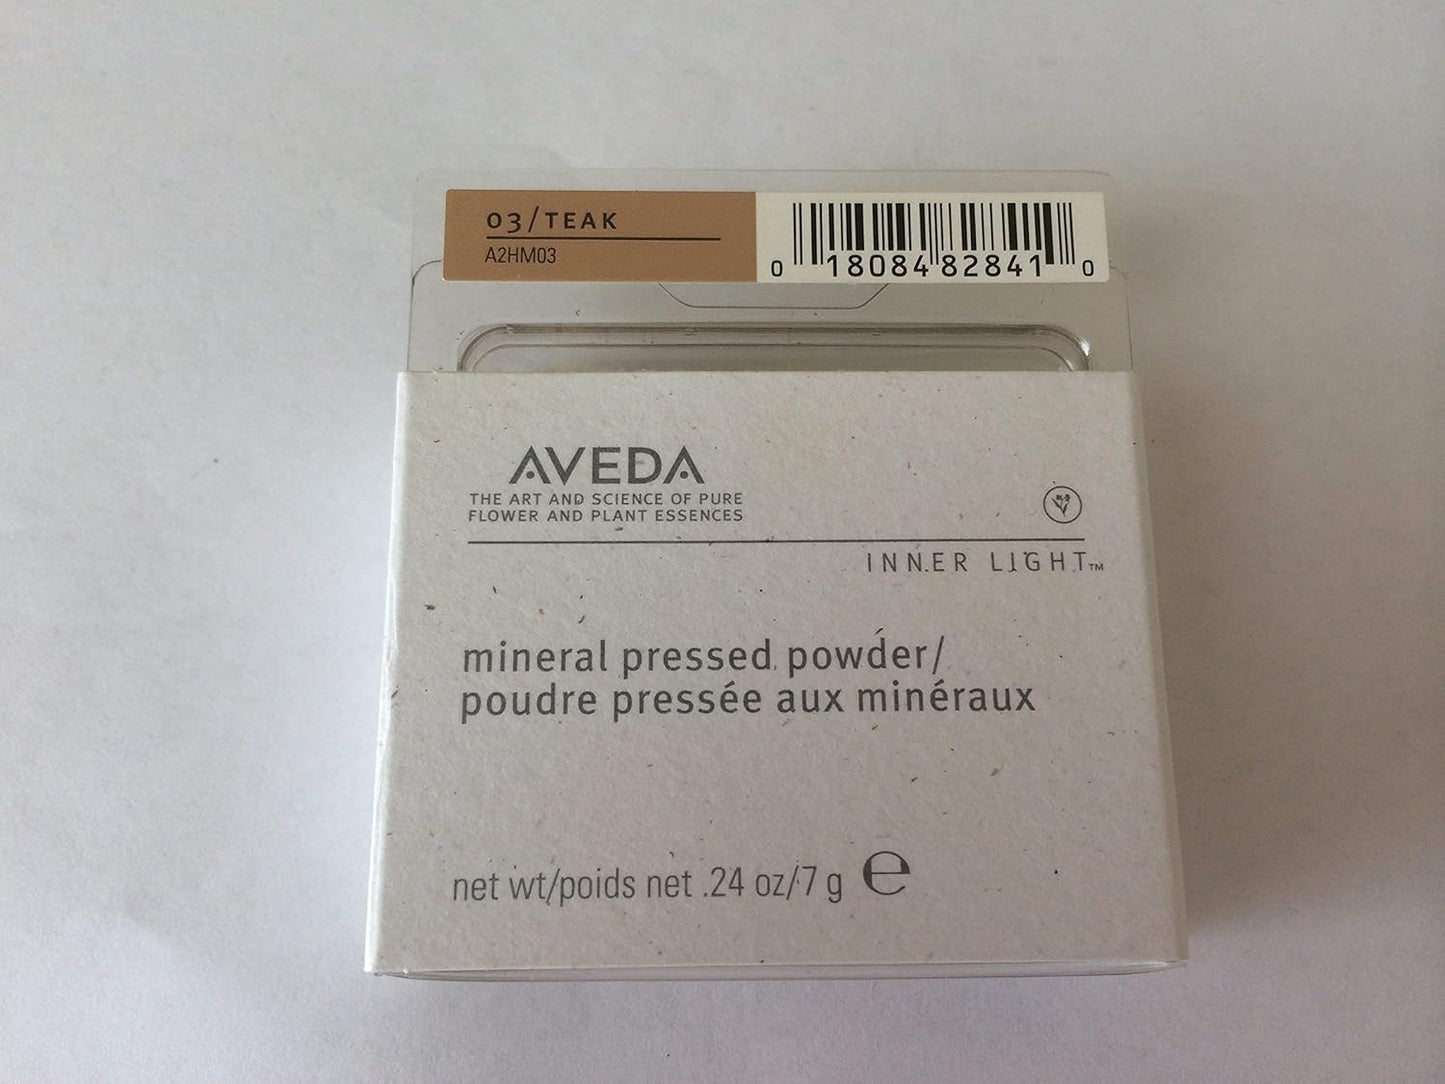 03/TEAK
A2HM03
0 18084 82841 0
AVEDA
THE ART AND SCIENCE OF PURE
FLOWER AND PLANT ESSENCES
INNER LIGHT™
mineral pressed powder/
poudre pressée aux minéraux
net wt/poids net .24 oz/7 g ℮